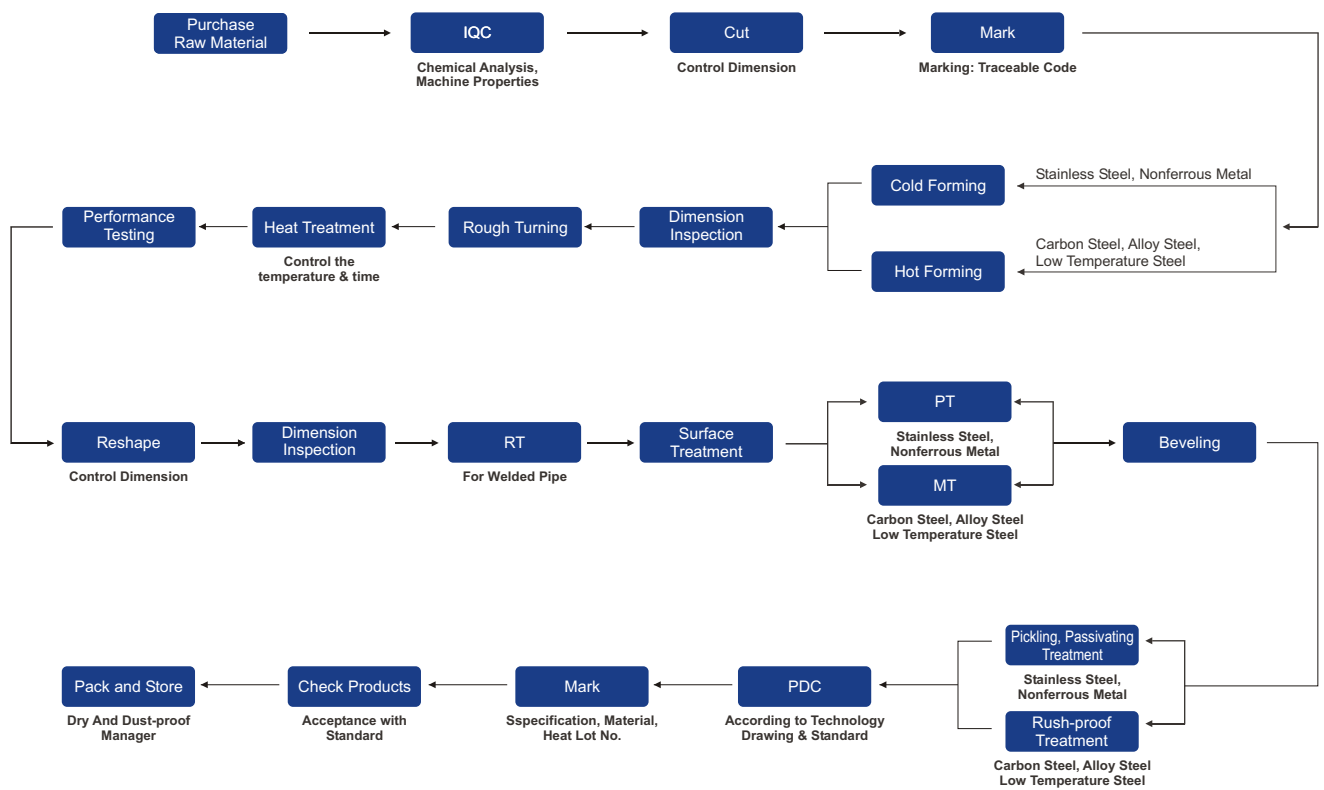 Purchase
Raw Material
IQC
Chemical Analysis,
Machine Properties
Cut
Control Dimension
Mark
Marking: Traceable Code
Stainless Steel, Nonferrous Metal
Carbon Steel, Alloy Steel,
Low Temperature Steel
Cold Forming
Hot Forming
Dimension
Inspection
Rough Turning
Heat Treatment
Control the
temperature & time
Performance
Testing
Reshape
Control Dimension
Dimension
Inspection
RT
For Welded Pipe
Surface
Treatment
PT
Stainless Steel,
Nonferrous Metal
MT
Carbon Steel, Alloy Steel
Low Temperature Steel
Beveling
Pickling, Passivating
Treatment
Stainless Steel,
Nonferrous Metal
Rush-proof
Treatment
Carbon Steel, Alloy Steel
Low Temperature Steel
PDC
According to Technology
Drawing & Standard
Mark
Sspecification, Material,
Heat Lot No.
Check Products
Acceptance with
Standard
Pack and Store
Dry And Dust-proof
Manager